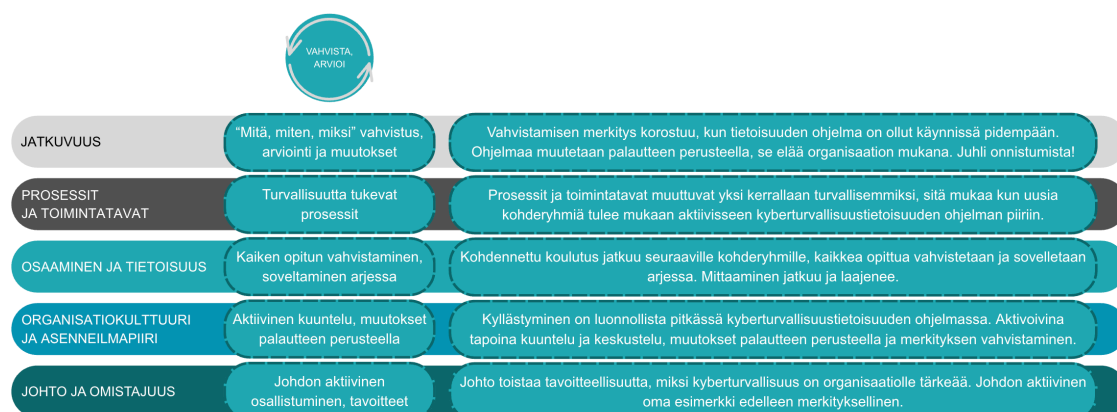 VAHVISTA,
ARVIOI
JATKUVUUS
“Mitä, miten, miksi” vahvistus,
arviointi ja muutokset
Vahvistamisen merkitys korostuu, kun tietoisuuden ohjelma on ollut käynnissä pidempään.
Ohjelmaa muutetaan palautteen perusteella, se elää organisaation mukana. Juhli onnistumista!
PROSESSIT
JA TOIMINTATAVAT
Turvallisuutta tukevat
prosessit
Prosessit ja toimintatavat muuttuvat yksi kerrallaan turvallisemmiksi, sitä mukaa kun uusia
kohderyhmiä tulee mukaan aktiivisseen kyberturvallisuustietoisuuden ohjelman piiriin.
OSAAMINEN JA TIETOISUUS
Kaiken opitun vahvistaminen,
soveltaminen arjessa
Kohdennettu koulutus jatkuu seuraaville kohderyhmille, kaikkea opittua vahvistetaan ja sovelletaan
arjessa. Mittaaminen jatkuu ja laajenee.
ORGANISATIOKULTTUURI
JA ASENNEILMAPIIRI
Aktiivinen kuuntelu, muutokset
palautteen perusteella
Kyllästyminen on luonnollista pitkässä kyberturvallisuustietoisuuden ohjelmassa. Aktivoivina
tapoina kuuntelu ja keskustelu, muutokset palautteen perusteella ja merkityksen vahvistaminen.
JOHTO JA OMISTAJUUS
Johdon aktiivinen
osallistuminen, tavoitteet
Johto toistaa tavoitteellisuutta, miksi kyberturvallisuus on organisaatiolle tärkeää. Johdon aktiivinen
oma esimerkki edelleen merkityksellinen.